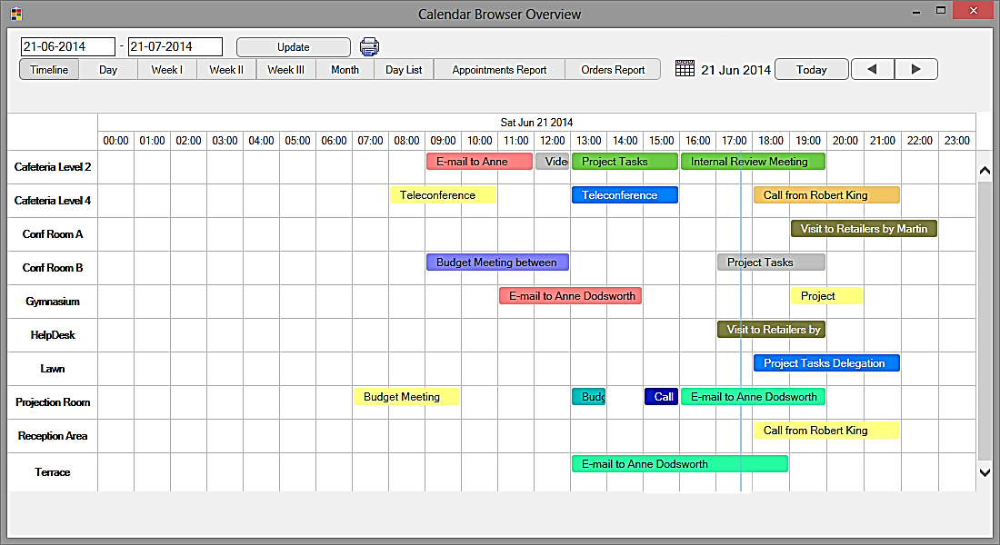 Calendar Browser Overview
21-06-2014 - 21-07-2014 Update
Timeline Day Week I Week II Week III Month Day List Appointments Report Orders Report 21 Jun 2014 Today
Sat Jun 21 2014
00:00 01:00 02:00 03:00 04:00 05:00 06:00 07:00 08:00 09:00 10:00 11:00 12:00 13:00 14:00 15:00 16:00 17:00 18:00 19:00 20:00 21:00 22:00 23:00
Cafeteria Level 2 E-mail to Anne Vide Project Tasks Internal Review Meeting
Cafeteria Level 4 Teleconference Teleconference Call from Robert King
Conf Room A Visit to Retailers by Martin
Conf Room B Budget Meeting between Project Tasks
Gymnasium E-mail to Anne Dodsworth Project
HelpDesk Visit to Retailers by
Lawn Project Tasks Delegation
Projection Room Budget Meeting Budg Call E-mail to Anne Dodsworth
Reception Area Call from Robert King
Terrace E-mail to Anne Dodsworth